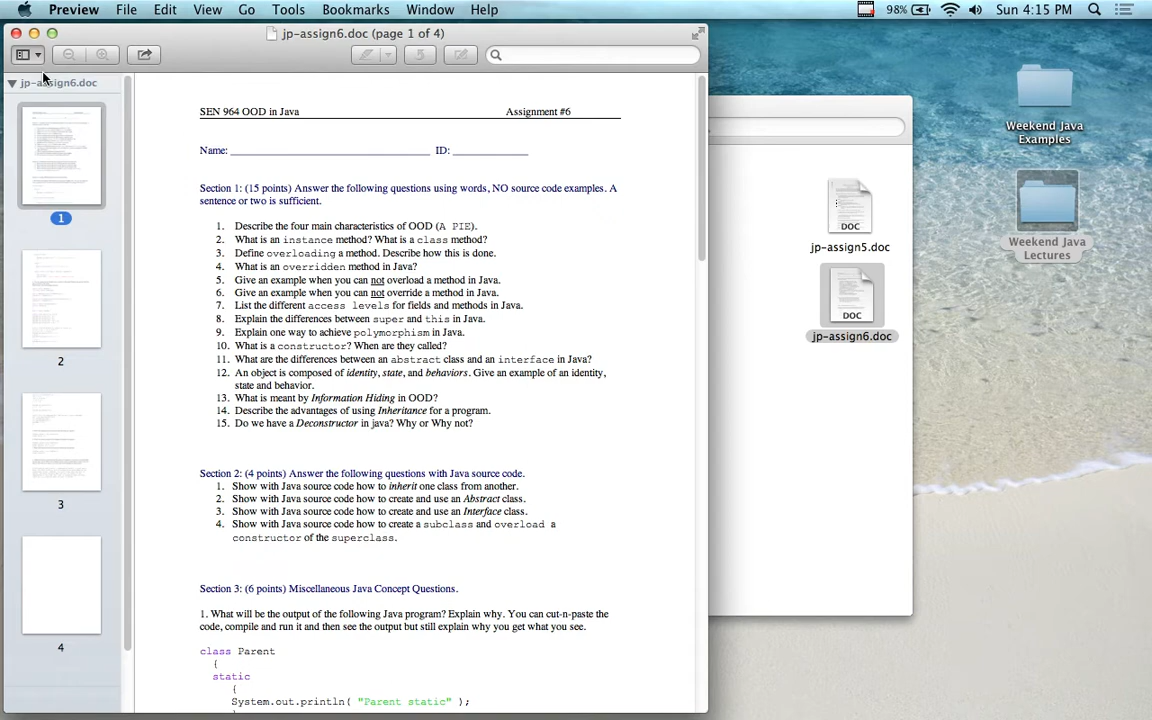 Preview File Edit View Go Tools Bookmarks Window Help 98% Sun 4:15 PM
jp-assign6.doc (page 1 of 4)
jp-assign6.doc
1
2
3
4
SEN 964 OOD in Java Assignment #6
Name: ID:
Section 1: (15 points) Answer the following questions using words, NO source code examples. A
sentence or two is sufficient.
1. Describe the four main characteristics of OOD (A PIE).
2. What is an instance method? What is a class method?
3. Define overloading a method. Describe how this is done.
4. What is an overridden method in Java?
5. Give an example when you can not overload a method in Java.
6. Give an example when you can not override a method in Java.
7. List the different access levels for fields and methods in Java.
8. Explain the differences between super and this in Java.
9. Explain one way to achieve polymorphism in Java.
10. What is a constructor? When are they called?
11. What are the differences between an abstract class and an interface in Java?
12. An object is composed of identity, state, and behaviors. Give an example of an identity,
state and behavior.
13. What is meant by Information Hiding in OOD?
14. Describe the advantages of using Inheritance for a program.
15. Do we have a Deconstructor in java? Why or Why not?
Section 2: (4 points) Answer the following questions with Java source code.
1. Show with Java source code how to inherit one class from another.
2. Show with Java source code how to create and use an Abstract class.
3. Show with Java source code how to create and use an Interface class.
4. Show with Java source code how to create a subclass and overload a
constructor of the superclass.
Section 3: (6 points) Miscellaneous Java Concept Questions.
1. What will be the output of the following Java program? Explain why. You can cut-n-paste the
code, compile and run it and then see the output but still explain why you get what you see.
class Parent
{
static
{
System.out.println( "Parent static" );
jp-assign5.doc
DOC
jp-assign6.doc
DOC
Weekend Java
Examples
Weekend Java
Lectures